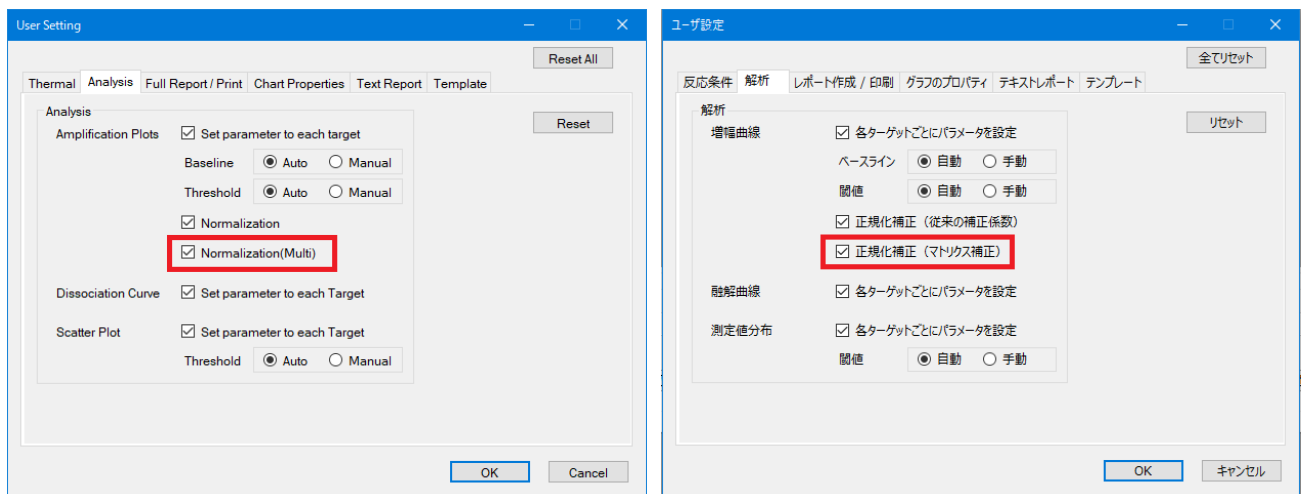 User Setting
Reset All
Thermal Analysis Full Report / Print Chart Properties Text Report Template
Analysis
Reset
Amplification Plots Set parameter to each target
Baseline Auto Manual
Threshold Auto Manual
Normalization
Normalization(Multi)
Dissociation Curve Set parameter to each Target
Scatter Plot Set parameter to each Target
Threshold Auto Manual
OK Cancel
ユーザ設定
全てリセット
反応条件 解析 レポート作成 / 印刷 グラフのプロパティ テキストレポート テンプレート
解析
リセット
増幅曲線 各ターゲットごとにパラメータを設定
ベースライン 自動 手動
閾値 自動 手動
正規化補正（従来の補正係数）
正規化補正（マトリクス補正）
融解曲線 各ターゲットごとにパラメータを設定
測定値分布 各ターゲットごとにパラメータを設定
閾値 自動 手動
OK キャンセル